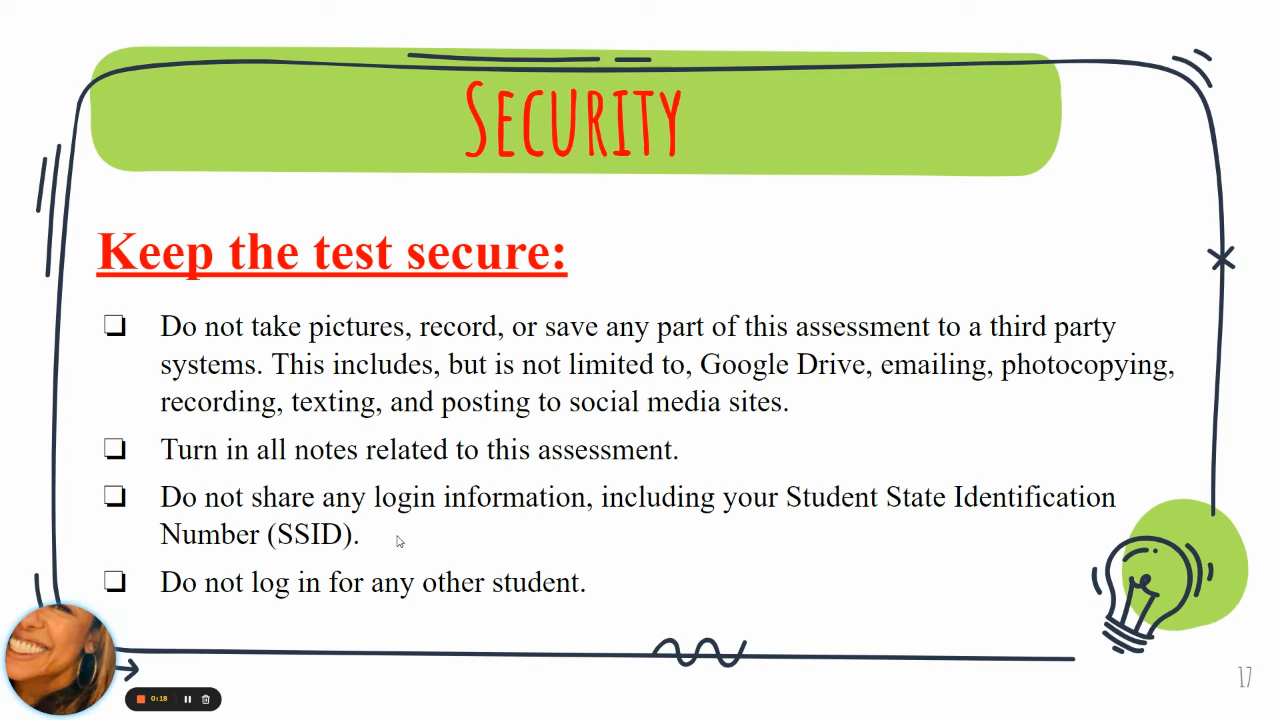 Security
Keep the test secure:
Do not take pictures, record, or save any part of this assessment to a third party
systems. This includes, but is not limited to, Google Drive, emailing, photocopying,
recording, texting, and posting to social media sites.
Turn in all notes related to this assessment.
Do not share any login information, including your Student State Identification
Number (SSID).
Do not log in for any other student.
17
0:18